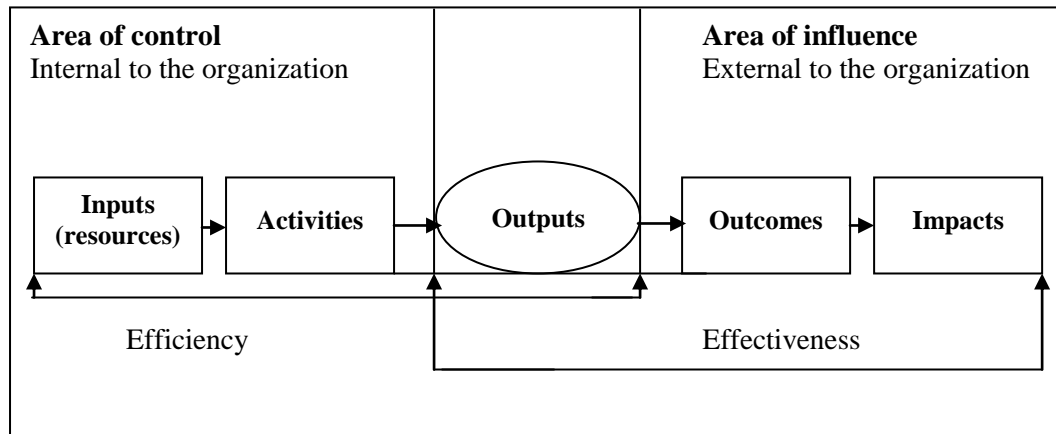 Area of control
Internal to the organization
Area of influence
External to the organization
Inputs
(resources)
Activities
Outputs
Outcomes
Impacts
Efficiency
Effectiveness